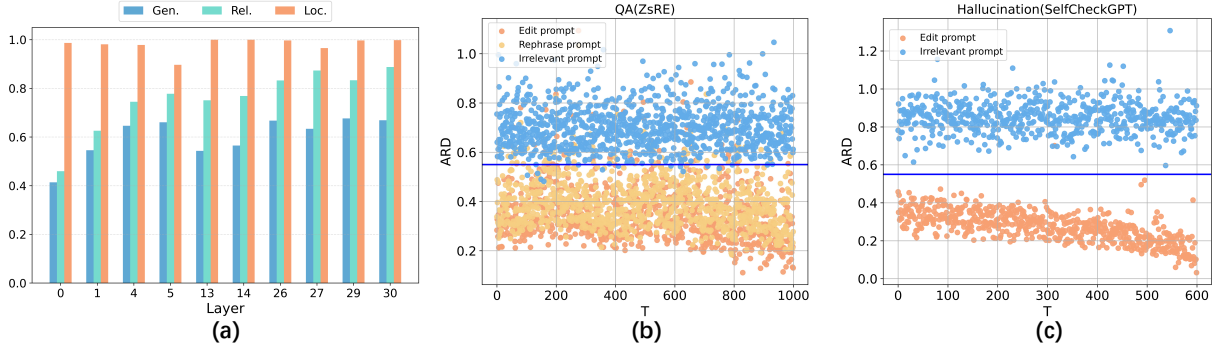 Gen. Rel. Loc.
1.0
0.8
0.6
0.4
0.2
0.0
0 1 4 5 13 14 26 27 29 30
Layer
(a)
QA(ZsRE)
Edit prompt
Rephrase prompt
Irrelevant prompt
ARD
1.0
0.8
0.6
0.4
0.2
0 200 400 600 800 1000
T
(b)
Hallucination(SelfCheckGPT)
Edit prompt
Irrelevant prompt
ARD
1.2
1.0
0.8
0.6
0.4
0.2
0.0
0 100 200 300 400 500 600
T
(c)